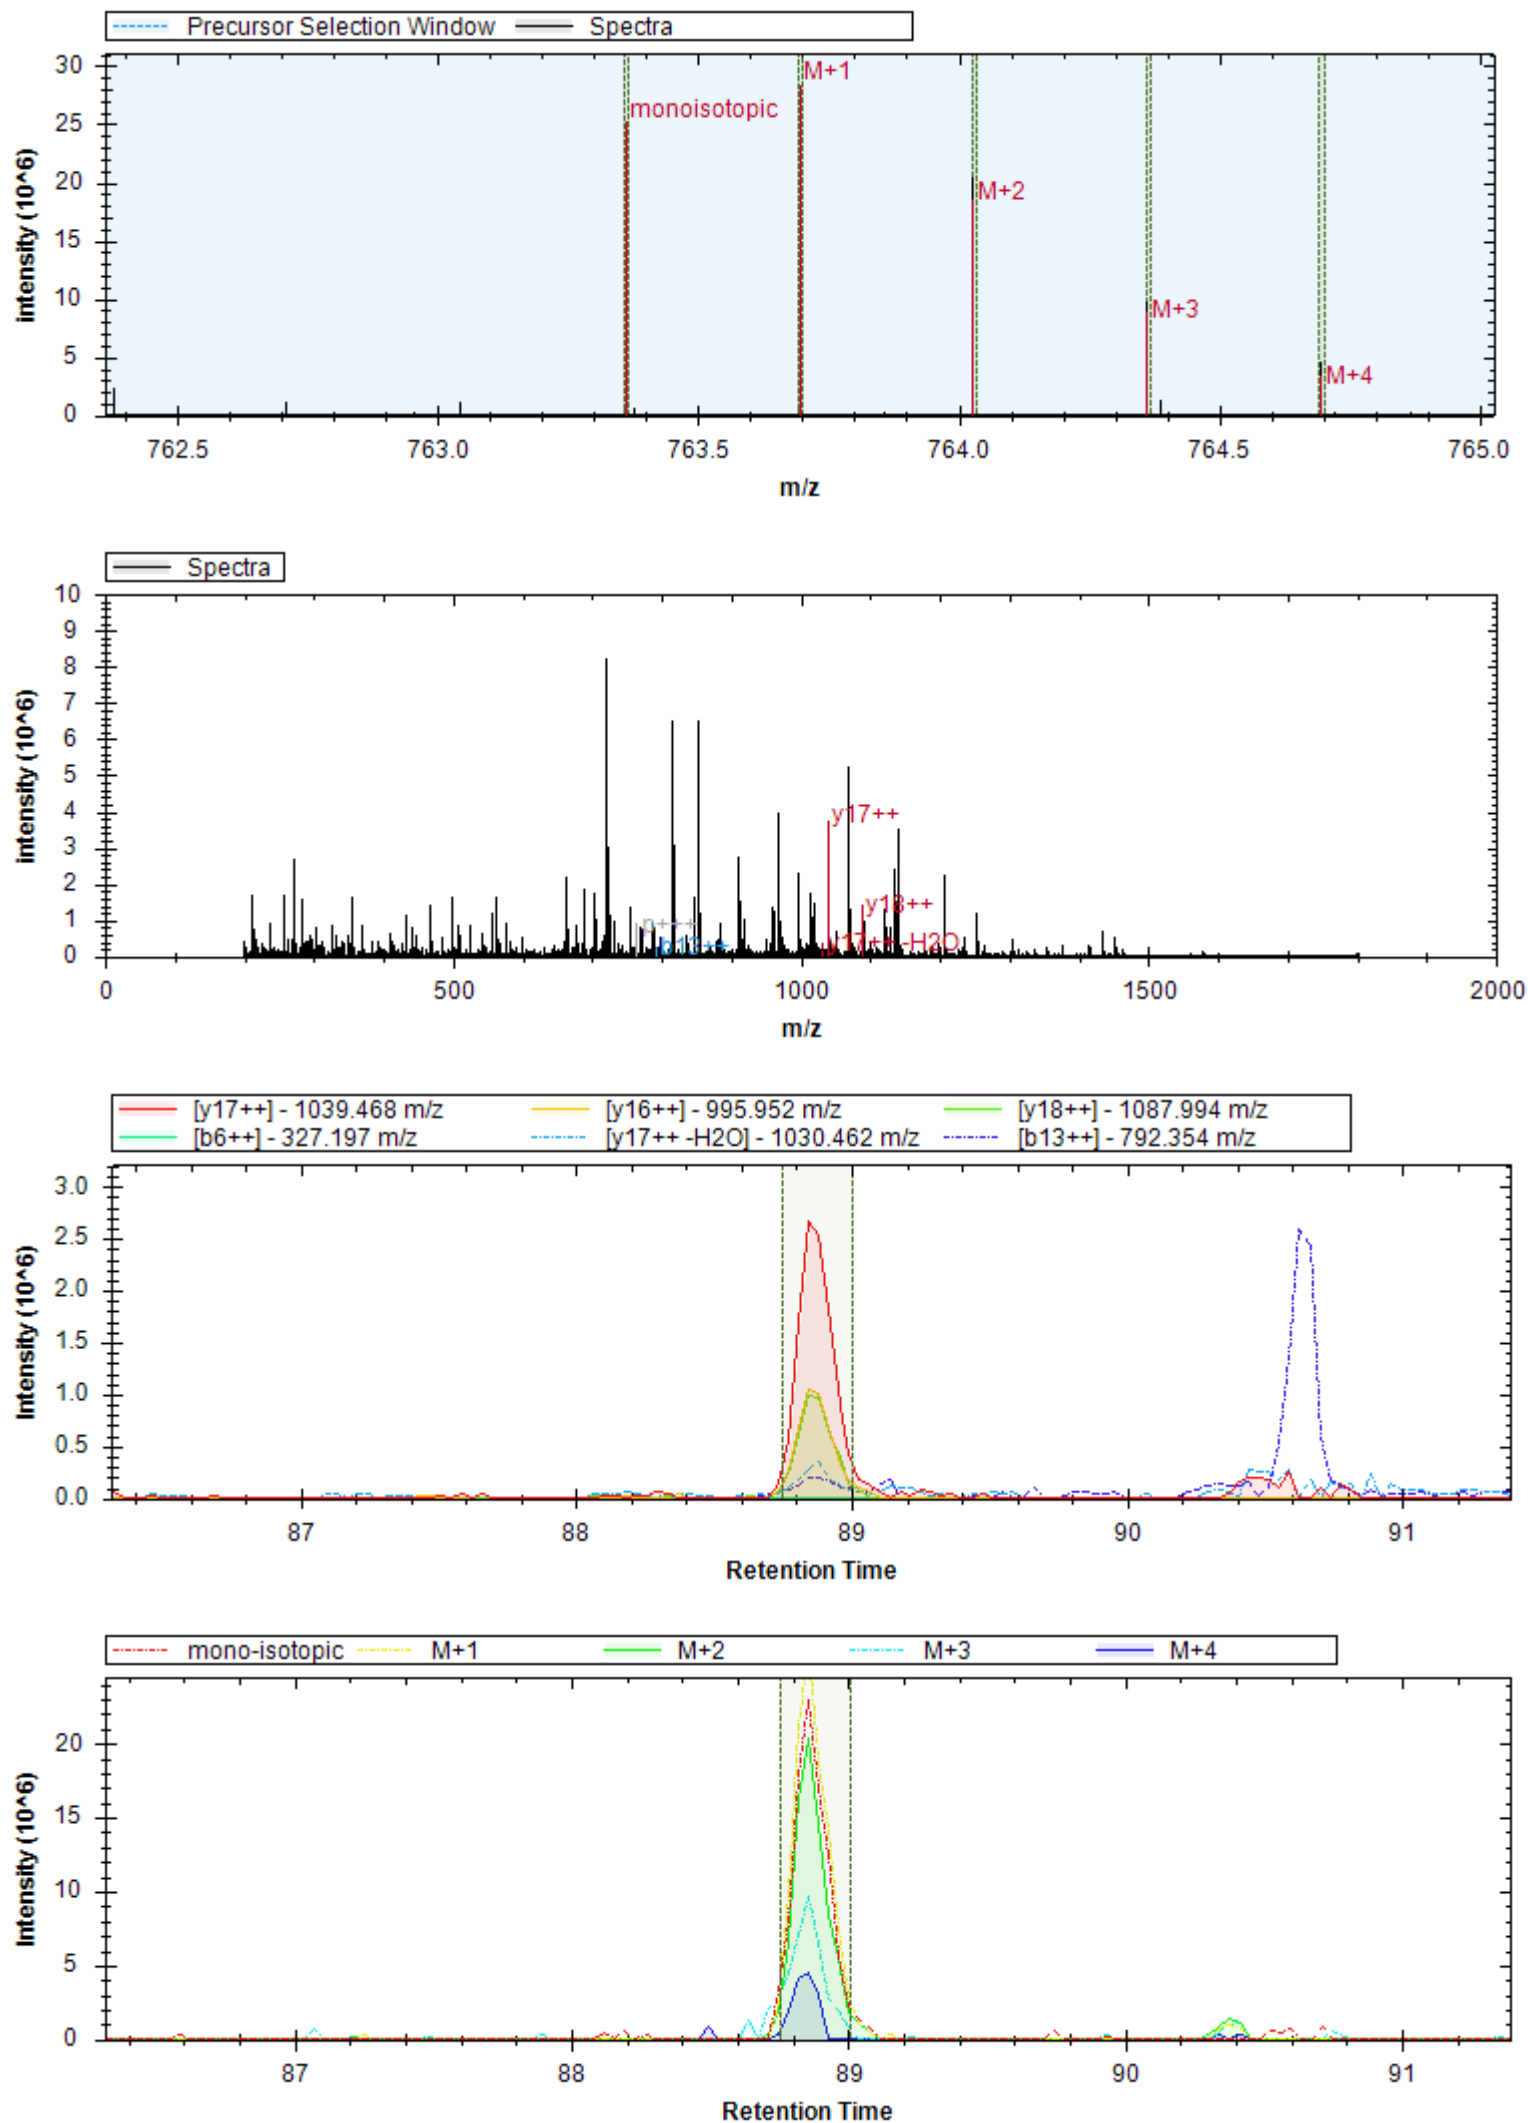 Precursor Selection Window Spectra
30
25
20
15
10
5
0
intensity (10^6)
monoisotopic
M+1
M+2
M+3
M+4
762.5 763.0 763.5 764.0 764.5 765.0
m/z
Spectra
10
9
8
7
6
5
4
3
2
1
0
intensity (10^6)
y17++
y18++
p+++
b13++
y17++ -H2O
0 500 1000 1500 2000
m/z
[y17++] - 1039.468 m/z [y16++] - 995.952 m/z [y18++] - 1087.994 m/z
[b6++] - 327.197 m/z [y17++ -H2O] - 1030.462 m/z [b13++] - 792.354 m/z
3.0
2.5
2.0
1.5
1.0
0.5
0.0
Intensity (10^6)
87 88 89 90 91
Retention Time
mono-isotopic M+1 M+2 M+3 M+4
20
15
10
5
0
Intensity (10^6)
87 88 89 90 91
Retention Time